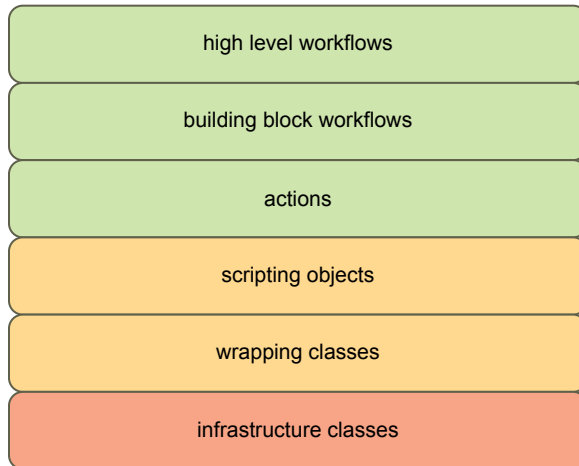 high level workflows
building block workflows
actions
scripting objects
wrapping classes
infrastructure classes